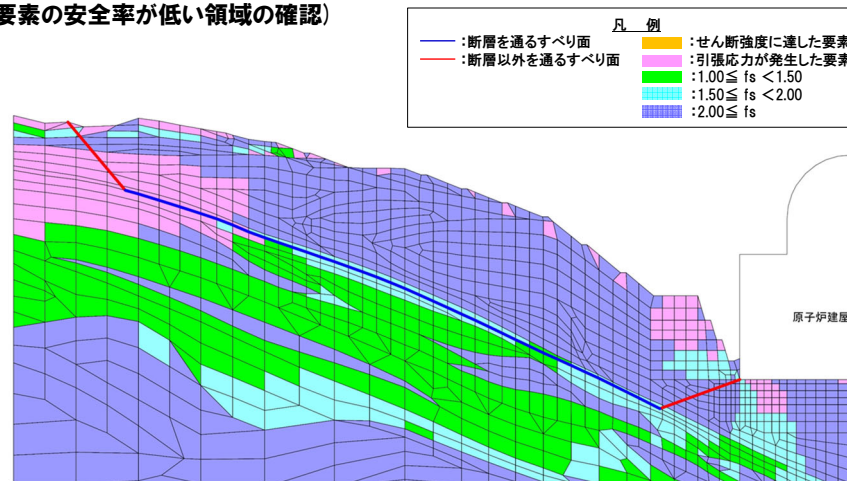 要素の安全率が低い領域の確認)
凡 例
:断層を通るすべり面
:断層以外を通るすべり面
:せん断強度に達した要素
:引張応力が発生した要素
:1.00≦ fs <1.50
:1.50≦ fs <2.00
:2.00≦ fs
原子炉建屋